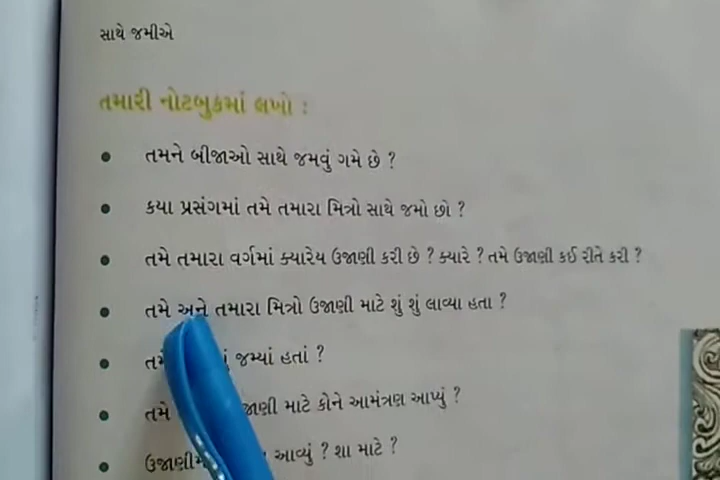 સાથે જમીએ
તમારી નોટબુકમાં લખો :
• તમને બીજાઓ સાથે જમવું ગમે છે ?
• કયા પ્રસંગમાં તમે તમારા મિત્રો સાથે જમો છો ?
• તમે તમારા વર્ગમાં ક્યારેય ઉજાણી કરી છે ? ક્યારે ? તમે ઉજાણી કઈ રીતે કરી ?
• તમે અને તમારા મિત્રો ઉજાણી માટે શું શું લાવ્યા હતા ?
• જમ્યાં હતાં ?
• તમે માટે કોને આમંત્રણ આપ્યું ?
• આવ્યું ? શા માટે ?